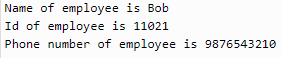 Name of employee is Bob
Id of employee is 11021
Phone number of employee is 9876543210